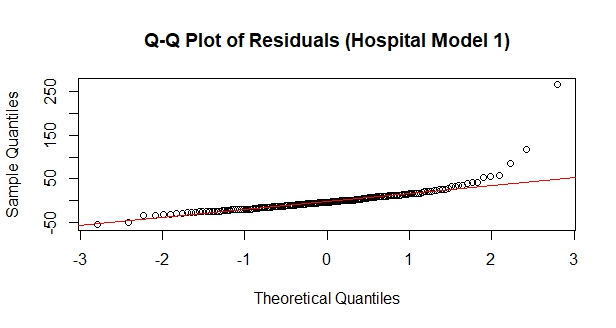 Q-Q Plot of Residuals (Hospital Model 1)
Sample Quantiles
250
150
50
-50
-3 -2 -1 0 1 2 3
Theoretical Quantiles